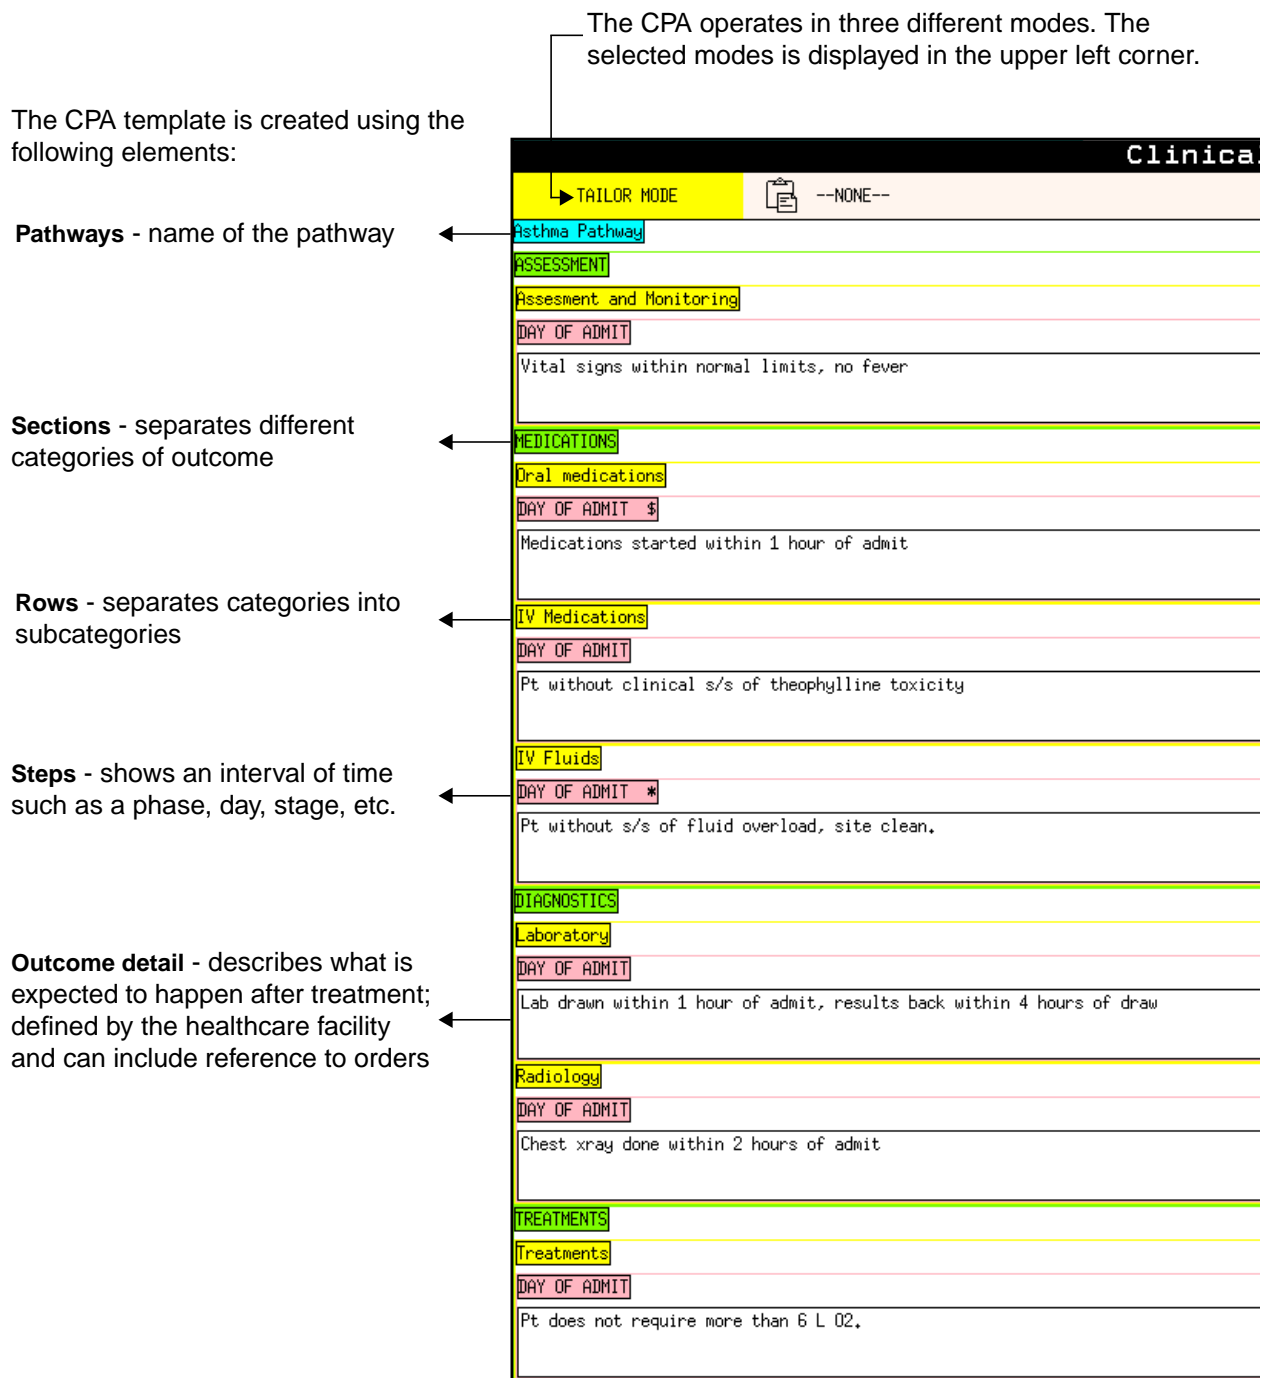 The CPA operates in three different modes. The
selected modes is displayed in the upper left corner.
The CPA template is created using the
following elements:
Pathways - name of the pathway
Sections - separates different
categories of outcome
Rows - separates categories into
subcategories
Steps - shows an interval of time
such as a phase, day, stage, etc.
Outcome detail - describes what is
expected to happen after treatment;
defined by the healthcare facility
and can include reference to orders
Clinical
TAILOR MODE --NONE--
Asthma Pathway
ASSESSMENT
Assesment and Monitoring
DAY OF ADMIT
Vital signs within normal limits, no fever
MEDICATIONS
Oral medications
DAY OF ADMIT $
Medications started within 1 hour of admit
IV Medications
DAY OF ADMIT
Pt without clinical s/s of theophylline toxicity
IV Fluids
DAY OF ADMIT *
Pt without s/s of fluid overload, site clean.
DIAGNOSTICS
Laboratory
DAY OF ADMIT
Lab drawn within 1 hour of admit, results back within 4 hours of draw
Radiology
DAY OF ADMIT
Chest xray done within 2 hours of admit
TREATMENTS
Treatments
DAY OF ADMIT
Pt does not require more than 6 L O2.